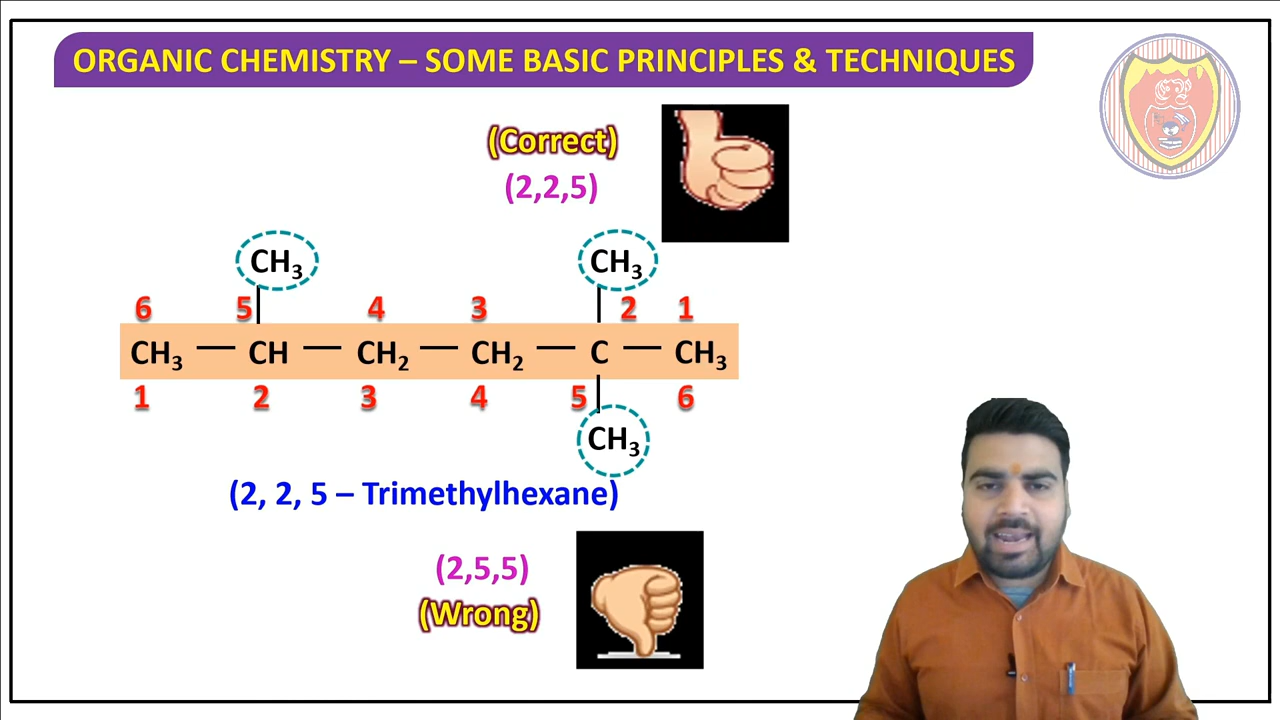 ORGANIC CHEMISTRY – SOME BASIC PRINCIPLES & TECHNIQUES
(Correct)
(2,2,5)
CH₃ CH₃
6 5 4 3 2 1
CH₃ — CH — CH₂ — CH₂ — C — CH₃
1 2 3 4 5 6
CH₃
(2, 2, 5 – Trimethylhexane)
(2,5,5)
(Wrong)